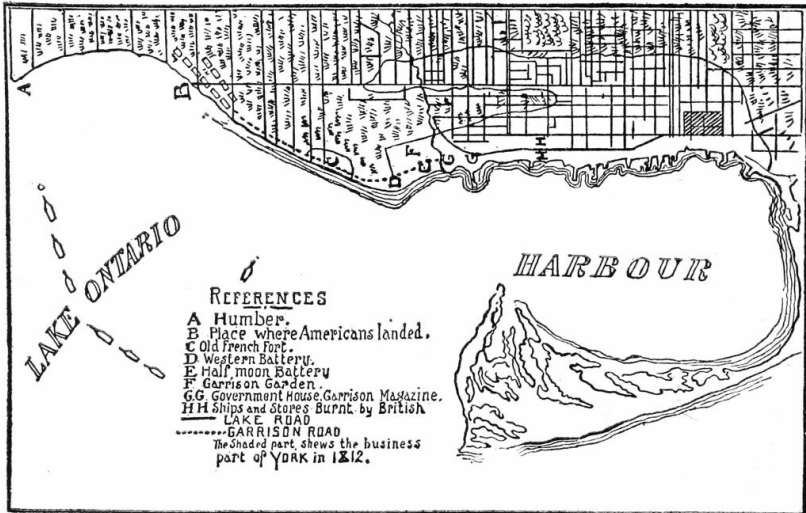 A
B
C
D
F
E
G
G
H H
LAKE ONTARIO
HARBOUR
REFERENCES
A Humber.
B Place where Americans landed.
C Old French Fort.
D Western Battery.
E Half moon Battery
F Garrison Garden.
G.G. Government House, Garrison Magazine.
H H Ships and Stores Burnt by British
LAKE ROAD
GARRISON ROAD
The Shaded part shews the business
part of YORK in 1812.